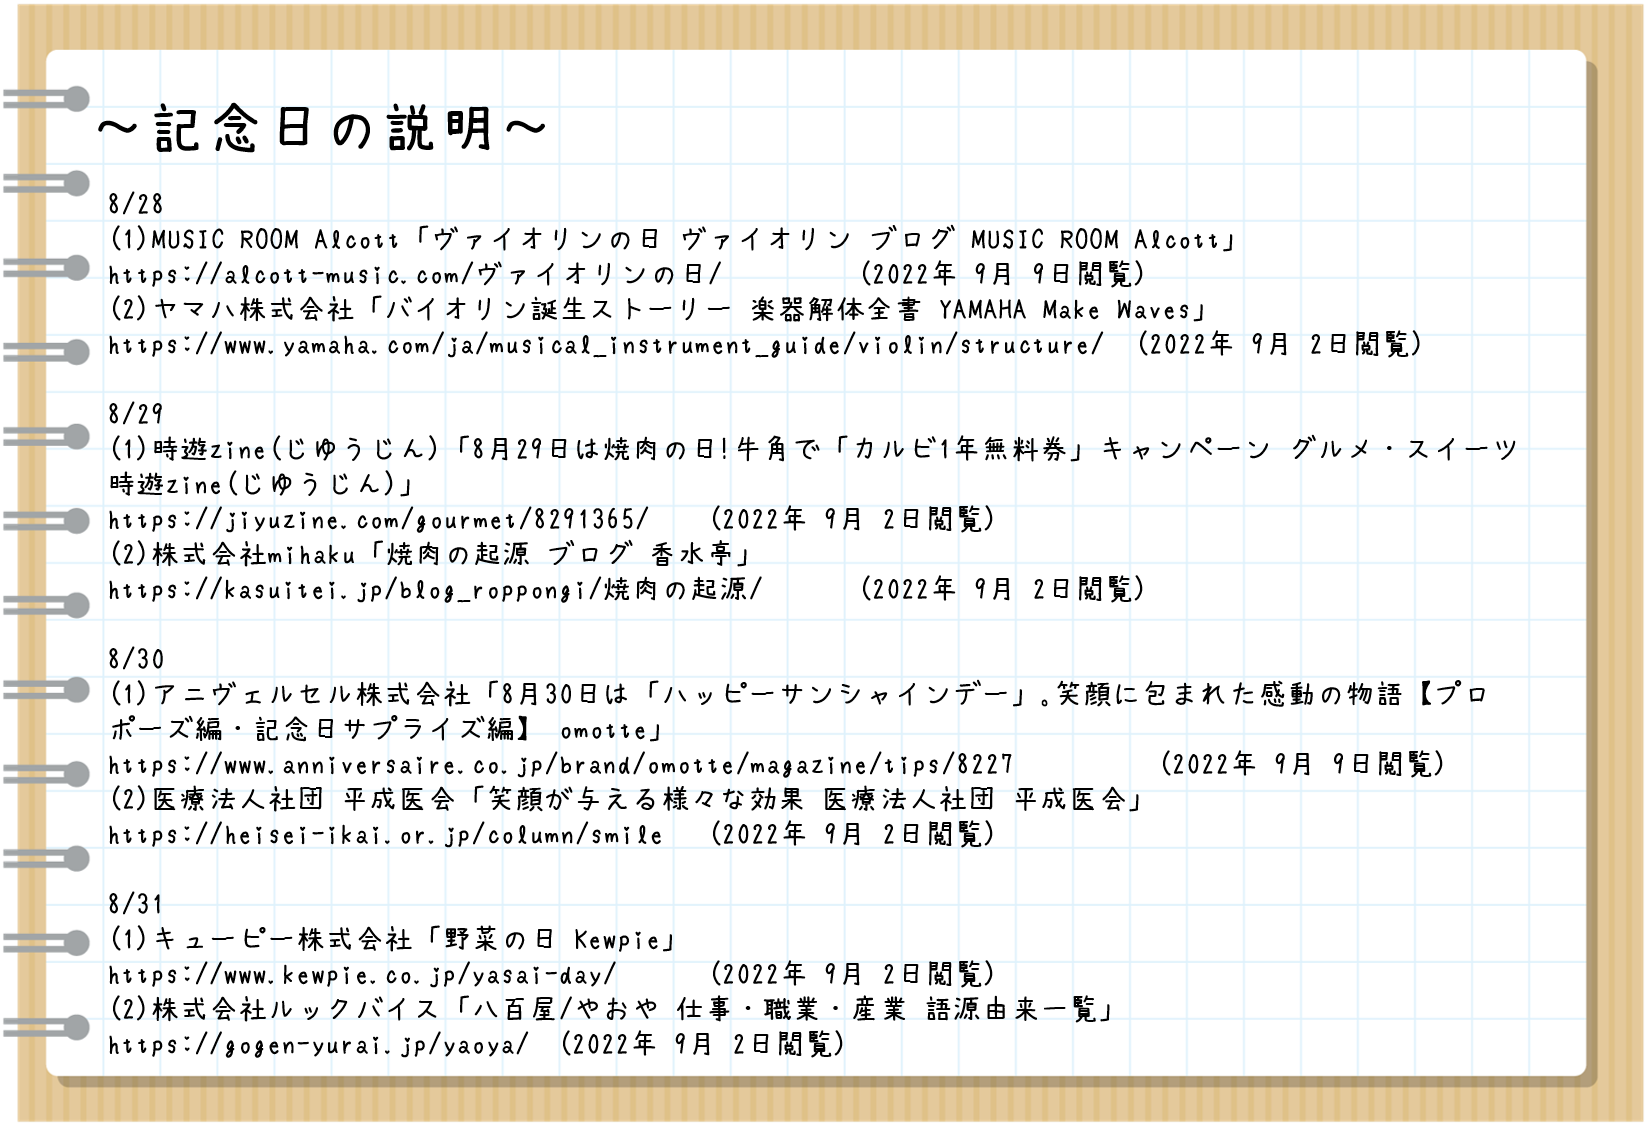 ～記念日の説明～
8/28
(1)MUSIC ROOM Alcott「ヴァイオリンの日 ヴァイオリン ブログ MUSIC ROOM Alcott」
https://alcott-music.com/ヴァイオリンの日/ (2022年 9月 9日閲覧)
(2)ヤマハ株式会社「バイオリン誕生ストーリー 楽器解体全書 YAMAHA Make Waves」
https://www.yamaha.com/ja/musical_instrument_guide/violin/structure/ (2022年 9月 2日閲覧)
8/29
(1)時遊zine(じゆうじん)「8月29日は焼肉の日!牛角で「カルビ1年無料券」キャンペーン グルメ・スイーツ
時遊zine(じゆうじん)」
https://jiyuzine.com/gourmet/8291365/ (2022年 9月 2日閲覧)
(2)株式会社mihaku「焼肉の起源 ブログ 香水亭」
https://kasuitei.jp/blog_roppongi/焼肉の起源/ (2022年 9月 2日閲覧)
8/30
(1)アニヴェルセル株式会社「8月30日は「ハッピーサンシャインデー」。笑顔に包まれた感動の物語【プロ
ポーズ編・記念日サプライズ編】 omotte」
https://www.anniversaire.co.jp/brand/omotte/magazine/tips/8227 (2022年 9月 9日閲覧)
(2)医療法人社団 平成医会「笑顔が与える様々な効果 医療法人社団 平成医会」
https://heisei-ikai.or.jp/column/smile (2022年 9月 2日閲覧)
8/31
(1)キューピー株式会社「野菜の日 Kewpie」
https://www.kewpie.co.jp/yasai-day/ (2022年 9月 2日閲覧)
(2)株式会社ルックバイス「八百屋/やおや 仕事・職業・産業 語源由来一覧」
https://gogen-yurai.jp/yaoya/ (2022年 9月 2日閲覧)